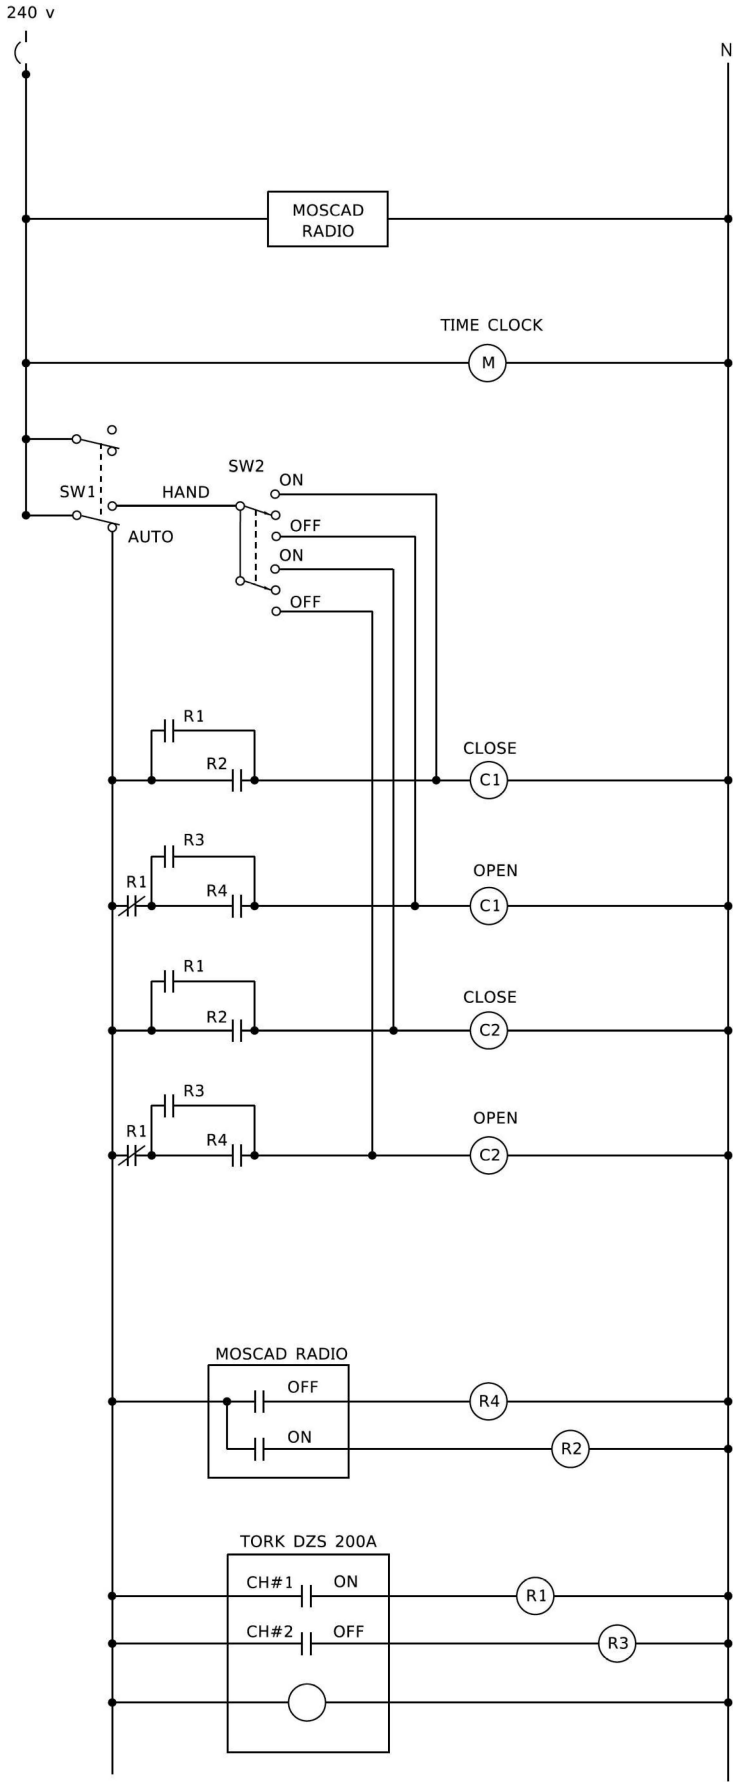 240 v
N
MOSCAD
RADIO
TIME CLOCK
M
SW2
ON
SW1
HAND
OFF
AUTO
ON
OFF
R1
CLOSE
R2
C1
R3
OPEN
R1
R4
C1
R1
CLOSE
R2
C2
R3
OPEN
R1
R4
C2
MOSCAD RADIO
OFF
R4
ON
R2
TORK DZS 200A
CH#1 ON
R1
CH#2 OFF
R3